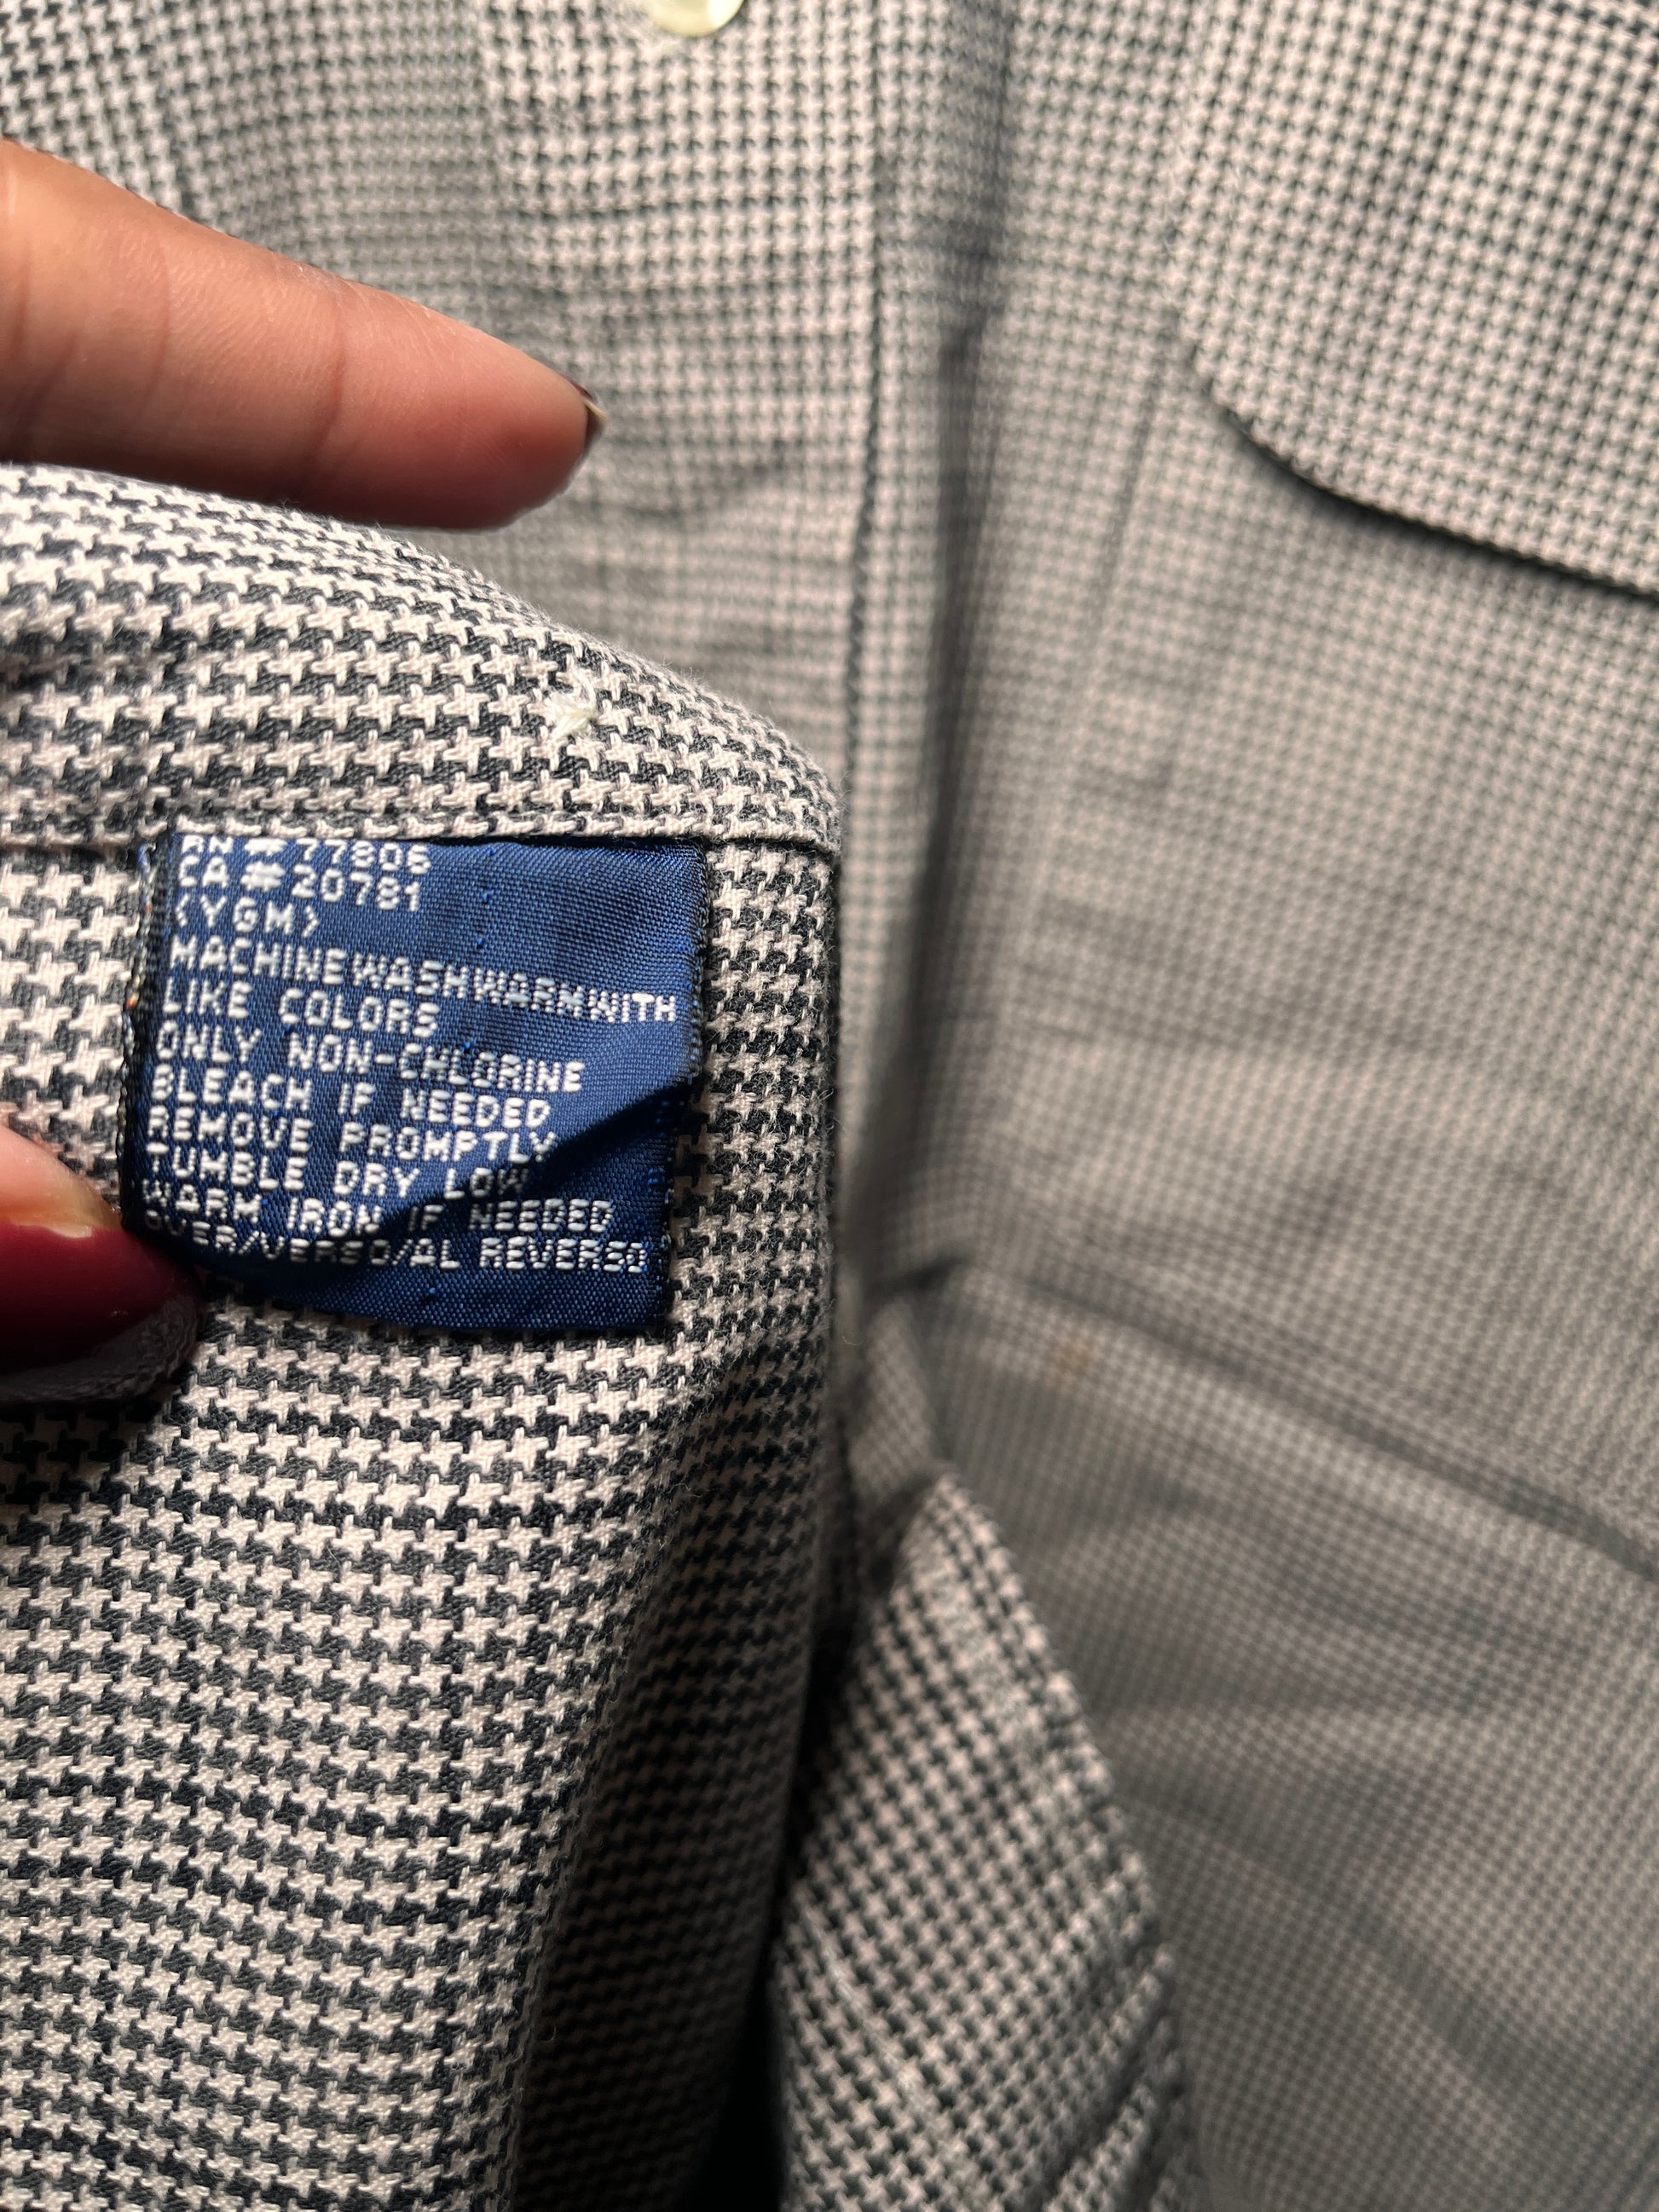 RN #77806
CA #20781
<YGM>
MACHINE WASH WARM WITH
LIKE COLORS
ONLY NON-CHLORINE
BLEACH IF NEEDED
REMOVE PROMPTLY
TUMBLE DRY LOW
WARM IRON IF NEEDED
OVER/VERSO/AL REVERSO